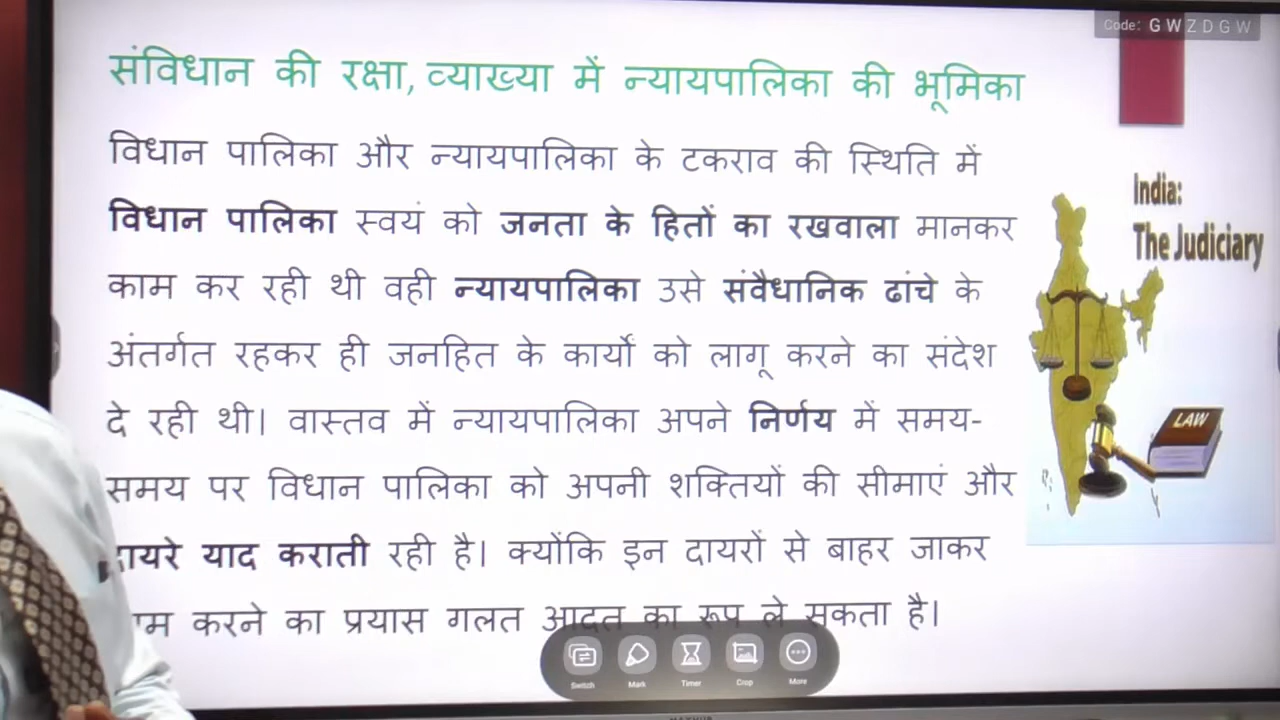 Code: G W Z D G W
संविधान की रक्षा, व्याख्या में न्यायपालिका की भूमिका
विधान पालिका और न्यायपालिका के टकराव की स्थिति में
विधान पालिका स्वयं को जनता के हितों का रखवाला मानकर
काम कर रही थी वही न्यायपालिका उसे संवैधानिक ढांचे के
अंतर्गत रहकर ही जनहित के कार्यों को लागू करने का संदेश
दे रही थी। वास्तव में न्यायपालिका अपने निर्णय में समय-
समय पर विधान पालिका को अपनी शक्तियों की सीमाएं और
याद कराती रही है। क्योंकि इन दायरों से बाहर जाकर
करने का प्रयास गलत आदत का रूप ले सकता है।
India:
The Judiciary
LAW
Switch
Mark
Timer
Crop
More